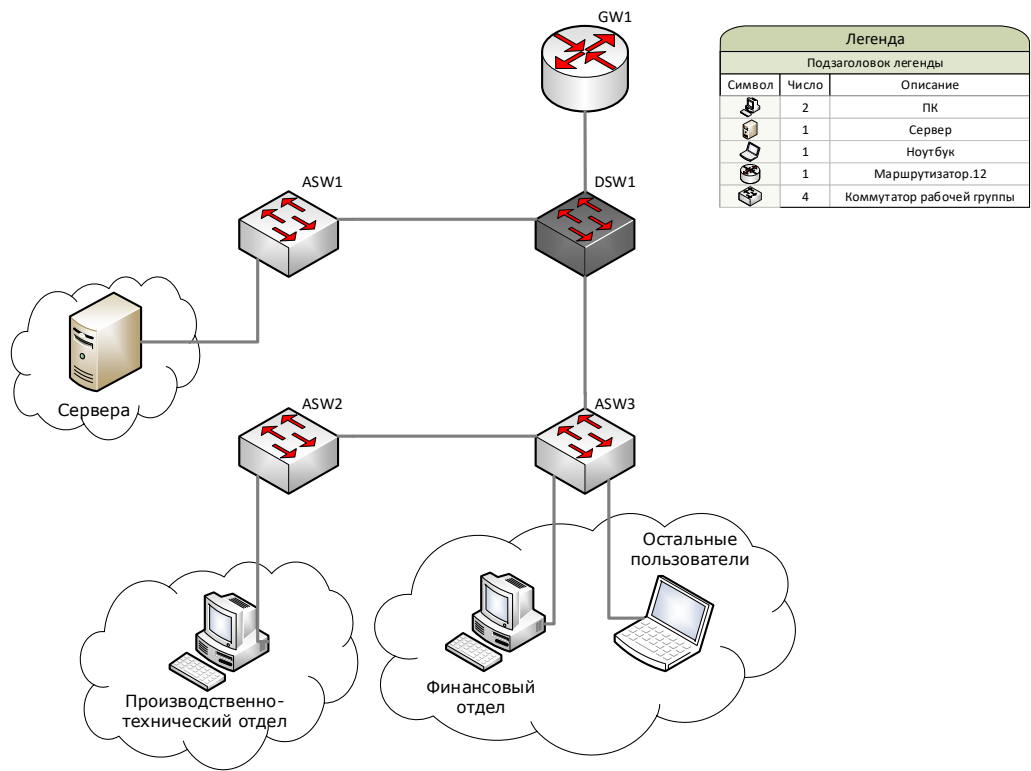 GW1
Легенда
Подзаголовок легенды
Символ Число Описание
2 ПК
1 Сервер
1 Ноутбук
1 Маршрутизатор.12
4 Коммутатор рабочей группы
ASW1
DSW1
Сервера
ASW2
ASW3
Остальные
пользователи
Финансовый
отдел
Производственно-
технический отдел